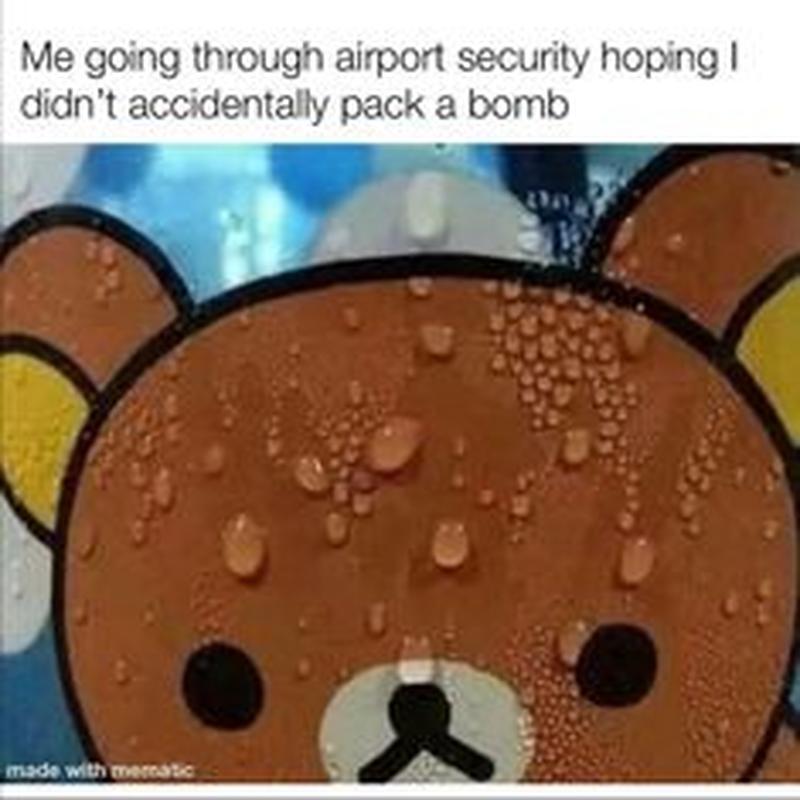 Me going through airport security hoping I
didn't accidentally pack a bomb
made with mematic